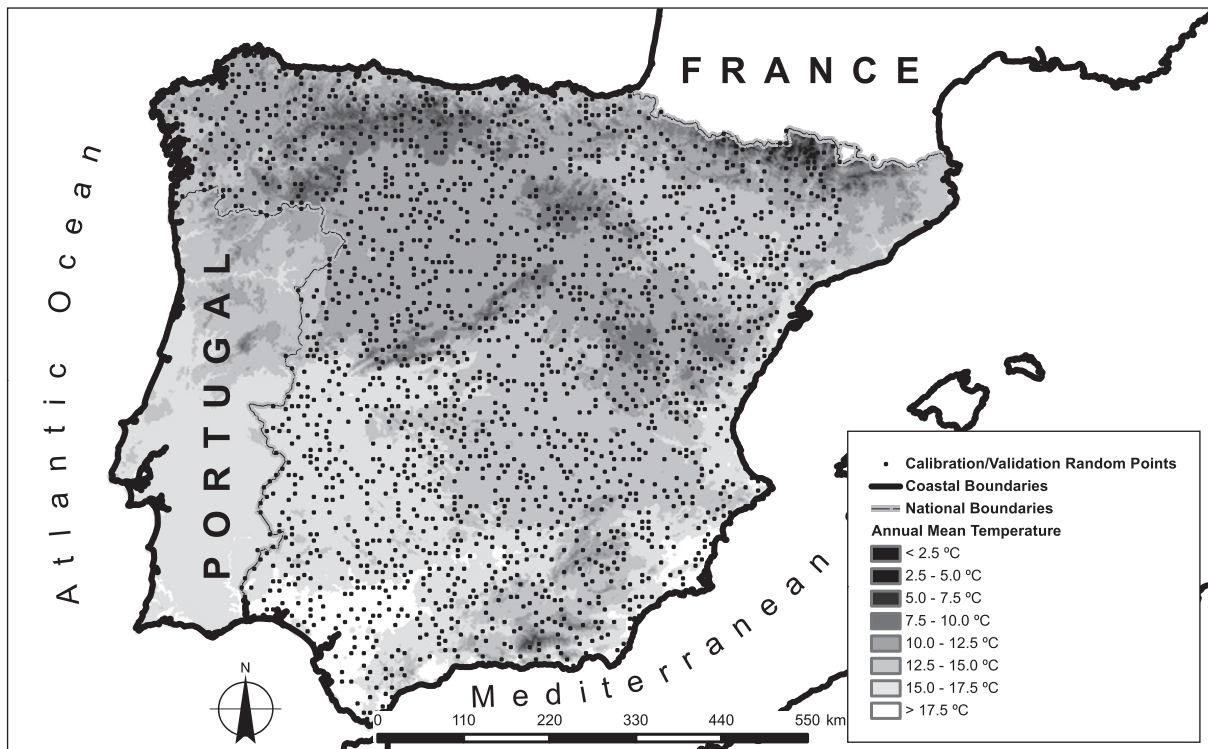 FRANCE
Atlantic Ocean
PORTUGAL
Mediterranean
N
0 110 220 330 440 550 km
Calibration/Validation Random Points
Coastal Boundaries
National Boundaries
Annual Mean Temperature
< 2.5 ºC
2.5 - 5.0 ºC
5.0 - 7.5 ºC
7.5 - 10.0 ºC
10.0 - 12.5 ºC
12.5 - 15.0 ºC
15.0 - 17.5 ºC
> 17.5 ºC